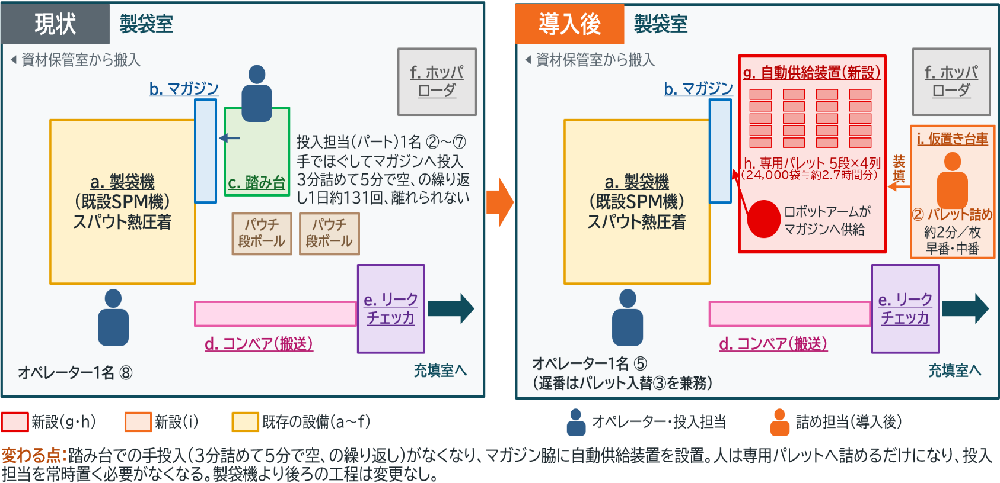 現状
製袋室
資材保管室から搬入
b. マガジン
f. ホッパ
ローダ
a. 製袋機
（既設SPM機）
スパウト熱圧着
c. 踏み台
投入担当（パート）1名 ②〜⑦
手でほぐしてマガジンへ投入
3分詰めて5分で空、の繰り返
し1日約131回、離れられない
パウチ
段ボール
パウチ
段ボール
d. コンベア（搬送）
e. リーク
チェッカ
オペレーター1名 ⑧
充填室へ
導入後
製袋室
資材保管室から搬入
b. マガジン
g. 自動供給装置（新設）
h. 専用パレット 5段×4列
（24,000袋≒約2.7時間分）
ロボットアームが
マガジンへ供給
f. ホッパ
ローダ
i. 仮置き台車
装填
② パレット詰め
約2分／枚
早番・中番
a. 製袋機
（既設SPM機）
スパウト熱圧着
d. コンベア（搬送）
e. リーク
チェッカ
オペレーター1名 ⑤
（遅番はパレット入替③を兼務）
充填室へ
新設（g・h）
新設（i）
既存の設備（a〜f）
オペレーター・投入担当
詰め担当（導入後）
変わる点：踏み台での手投入（3分詰めて5分で空、の繰り返し）がなくなり、マガジン脇に自動供給装置を設置。人は専用パレットへ詰めるだけになり、投入
担当を常時置く必要がなくなる。製袋機より後ろの工程は変更なし。